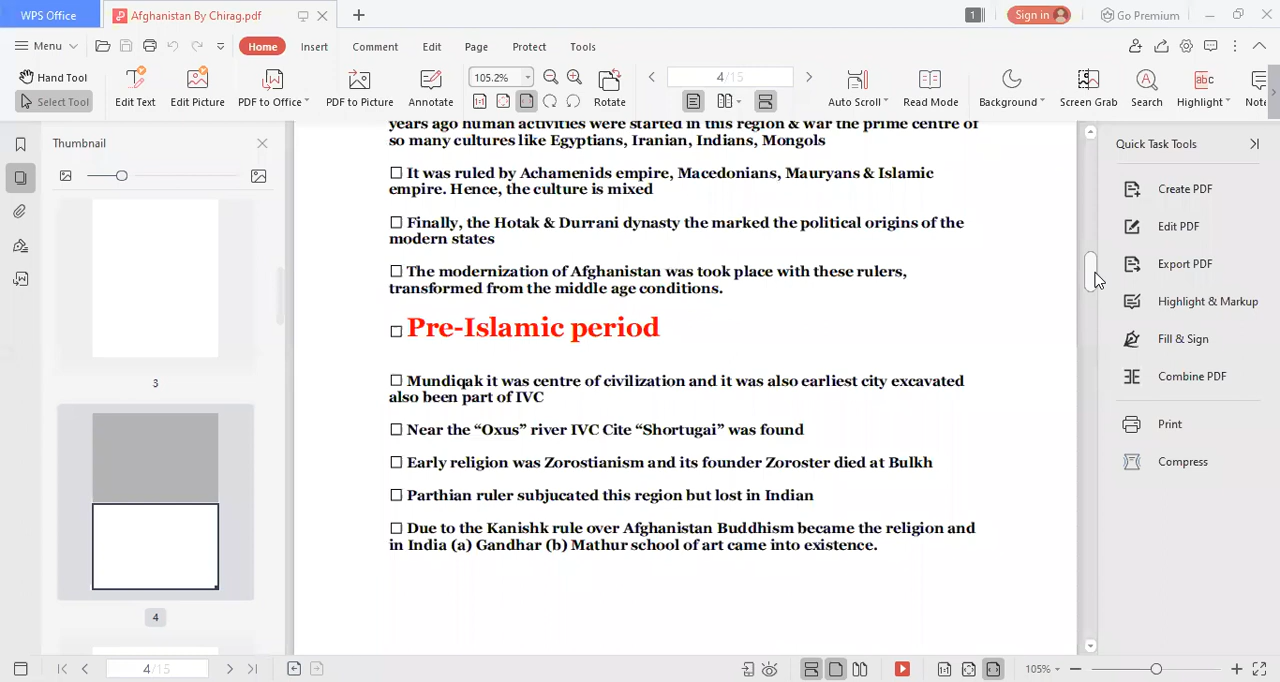 WPS Office
Afghanistan By Chirag.pdf
1
Sign in
Go Premium
Menu
Home
Insert
Comment
Edit
Page
Protect
Tools
Hand Tool
Select Tool
Edit Text
Edit Picture
PDF to Office
PDF to Picture
Annotate
105.2%
Rotate
4/15
Auto Scroll
Read Mode
Background
Screen Grab
Search
Highlight
Note
Thumbnail
3
4
years ago human activities were started in this region & war the prime centre of
so many cultures like Egyptians, Iranian, Indians, Mongols
☐ It was ruled by Achamenids empire, Macedonians, Mauryans & Islamic
empire. Hence, the culture is mixed
☐ Finally, the Hotak & Durrani dynasty the marked the political origins of the
modern states
☐ The modernization of Afghanistan was took place with these rulers,
transformed from the middle age conditions.
☐ Pre-Islamic period
☐ Mundiqak it was centre of civilization and it was also earliest city excavated
also been part of IVC
☐ Near the “Oxus” river IVC Cite “Shortugai” was found
☐ Early religion was Zorostianism and its founder Zoroster died at Bulkh
☐ Parthian ruler subjucated this region but lost in Indian
☐ Due to the Kanishk rule over Afghanistan Buddhism became the religion and
in India (a) Gandhar (b) Mathur school of art came into existence.
Quick Task Tools
Create PDF
Edit PDF
Export PDF
Highlight & Markup
Fill & Sign
Combine PDF
Print
Compress
4/15
105%